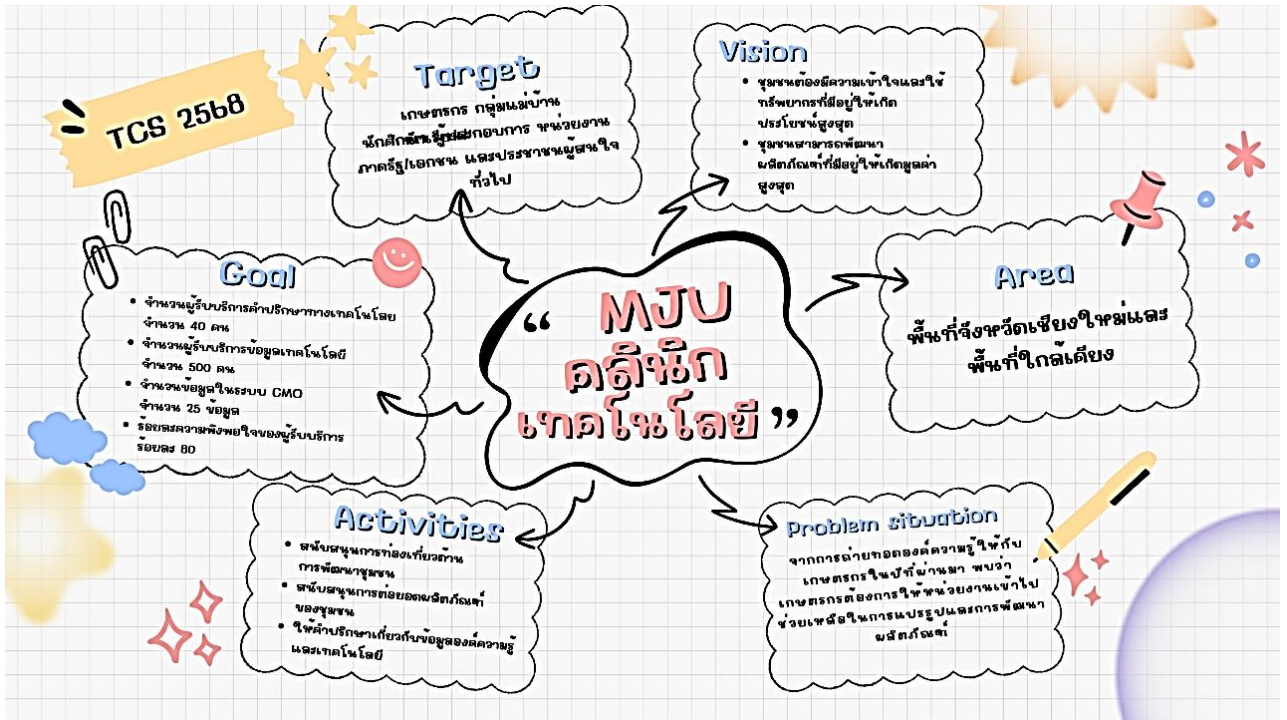 TCS 2568
Target
เกษตรกร กลุ่มแม่บ้าน
ประกอบการ หน่วยงาน
ภาครัฐ/เอกชน และประชาชนผู้สนใจ
ทั่วไป
Vision
• ชุมชนต้องมีความเข้าใจและใช้
ทรัพยากรที่มีอยู่ให้เกิด
ประโยชน์สูงสุด
• ชุมชนสามารถพัฒนา
ผลิตภัณฑ์ที่มีอยู่ให้เกิดมูลค่า
สูงสุด
Goal
• จำนวนผู้รับบริการคำปรึกษาทางเทคโนโลย
จำนวน 40 คน
• จำนวนผู้รับบริการข้อมูลเทคโนโลยี
จำนวน 500 คน
• จำนวนข้อมูลในระบบ CMO
จำนวน 25 ข้อมูล
• ร้อยละความพึงพอใจของผู้รับบริการ
ร้อยละ 80
“ MJU
คลินิก
เทคโนโลยี ”
Area
พื้นที่จังหวัดเชียงใหม่และ
พื้นที่ใกล้เคียง
Activities
• สนับสนุนการท่องเที่ยวด้าน
การพัฒนาชุมชน
• สนับสนุนการต่อยอดผลิตภัณฑ์
ของชุมชน
• ให้คำปรึกษาเกี่ยวกับข้อมูลองค์ความรู้
และเทคโนโลยี
Problem situation
จากการถ่ายทอดองค์ความรู้ให้กับ
เกษตรกรในปีที่ผ่านมา พบว่า
เกษตรกรต้องการให้หน่วยงานเข้าไป
ช่วยเหลือในการแปรรูปและการพัฒนา
ผลิตภัณฑ์